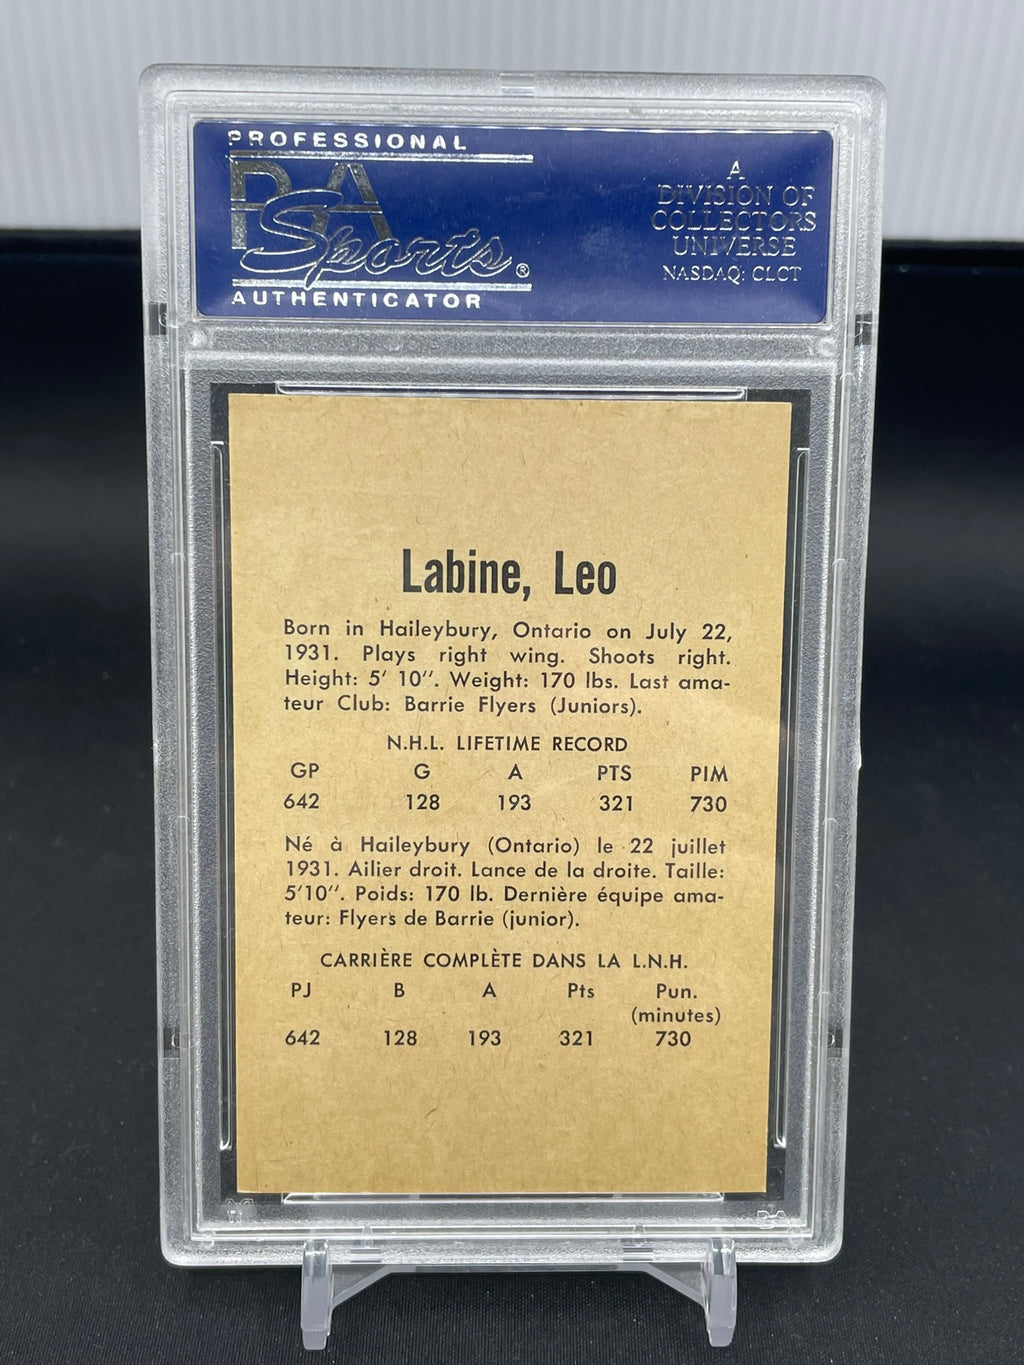 PROFESSIONAL
PSA
Sports®
AUTHENTICATOR
A
DIVISION OF
COLLECTORS
UNIVERSE
NASDAQ: CLCT
Labine, Leo
Born in Haileybury, Ontario on July 22,
1931. Plays right wing. Shoots right.
Height: 5' 10''. Weight: 170 lbs. Last ama-
teur Club: Barrie Flyers (Juniors).
N.H.L. LIFETIME RECORD
GP G A PTS PIM
642 128 193 321 730
Né à Haileybury (Ontario) le 22 juillet
1931. Ailier droit. Lance de la droite. Taille:
5'10''. Poids: 170 lb. Dernière équipe ama-
teur: Flyers de Barrie (junior).
CARRIÈRE COMPLÈTE DANS LA L.N.H.
PJ B A Pts Pun.
(minutes)
642 128 193 321 730